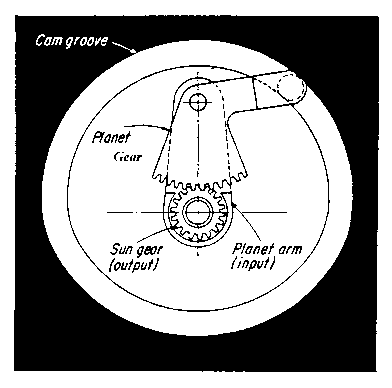 Cam groove
Planet
Gear
Sun gear
(output)
Planet arm
(input)